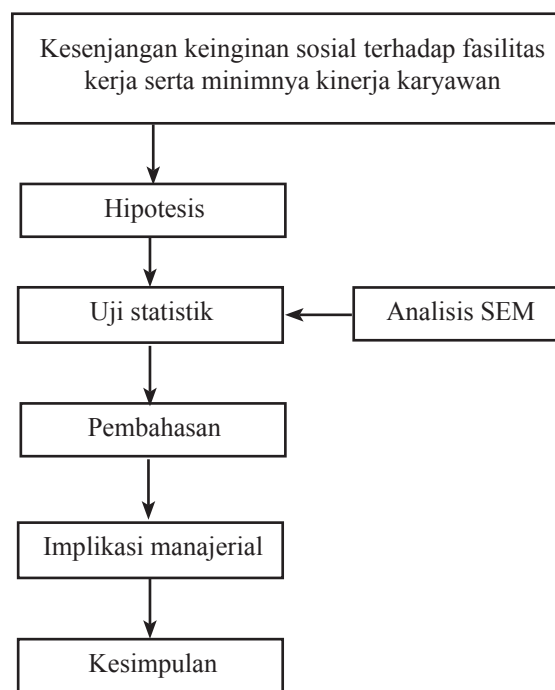 Kesenjangan keinginan sosial terhadap fasilitas
kerja serta minimnya kinerja karyawan
Hipotesis
Uji statistik
Analisis SEM
Pembahasan
Implikasi manajerial
Kesimpulan